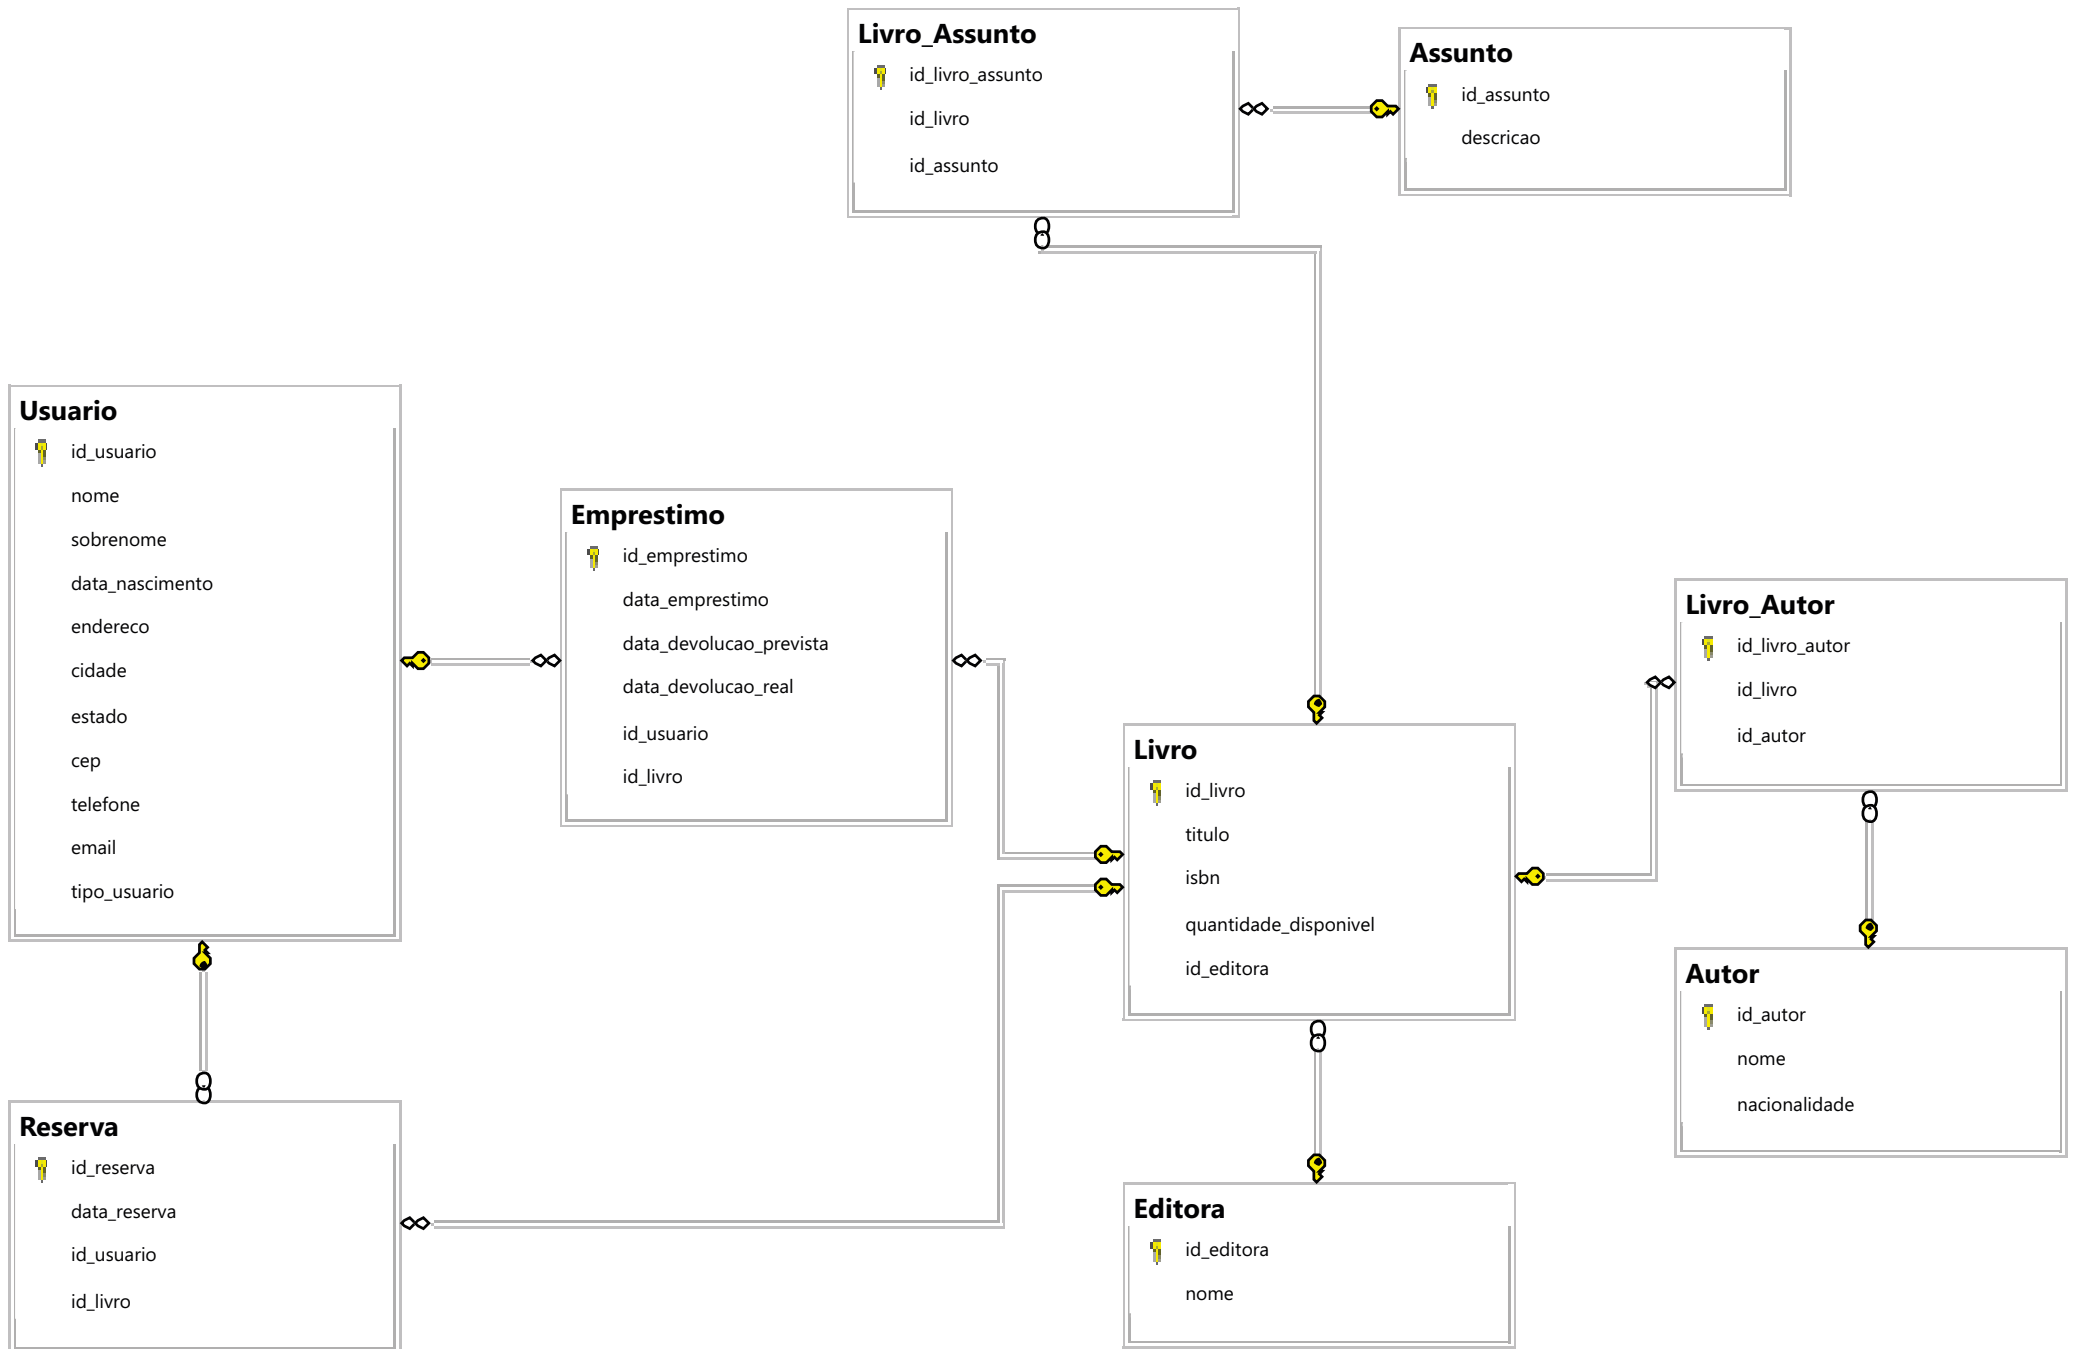 Livro_Assunto
id_livro_assunto
id_livro
id_assunto
Assunto
id_assunto
descricao
Usuario
id_usuario
nome
sobrenome
data_nascimento
endereco
cidade
estado
cep
telefone
email
tipo_usuario
Emprestimo
id_emprestimo
data_emprestimo
data_devolucao_prevista
data_devolucao_real
id_usuario
id_livro
Livro_Autor
id_livro_autor
id_livro
id_autor
Livro
id_livro
titulo
isbn
quantidade_disponivel
id_editora
Autor
id_autor
nome
nacionalidade
Reserva
id_reserva
data_reserva
id_usuario
id_livro
Editora
id_editora
nome